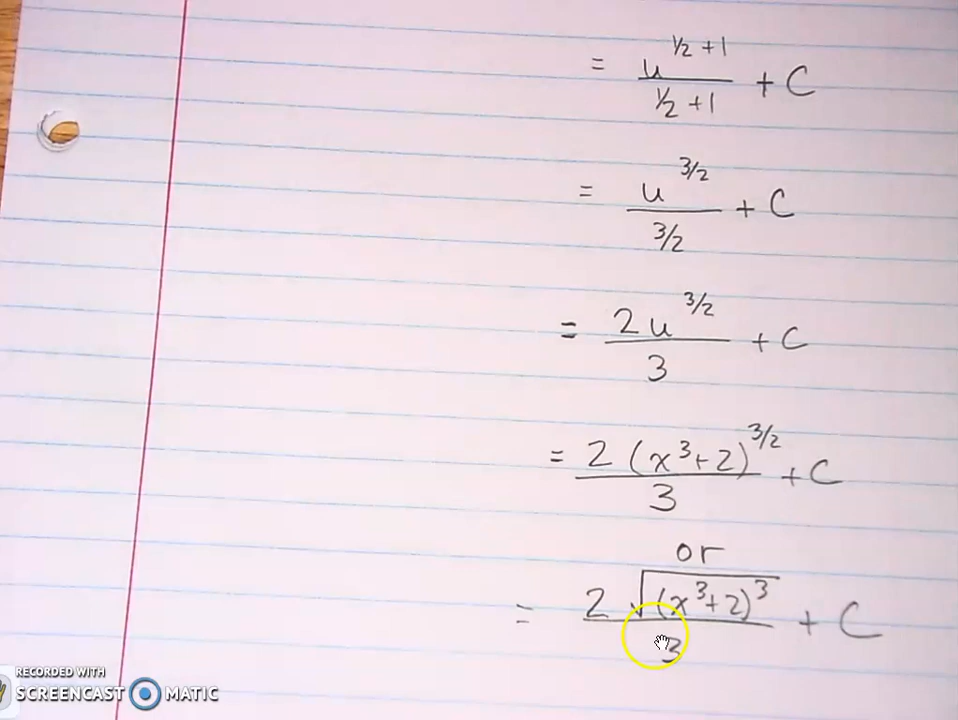 = u^(1/2 + 1) / (1/2 + 1) + C
= u^(3/2) / (3/2) + C
= 2u^(3/2) / 3 + C
= 2 (x³+2)^(3/2) / 3 + C
or
= 2 √((x³+2)³) / 3 + C
RECORDED WITH
SCREENCAST MATIC